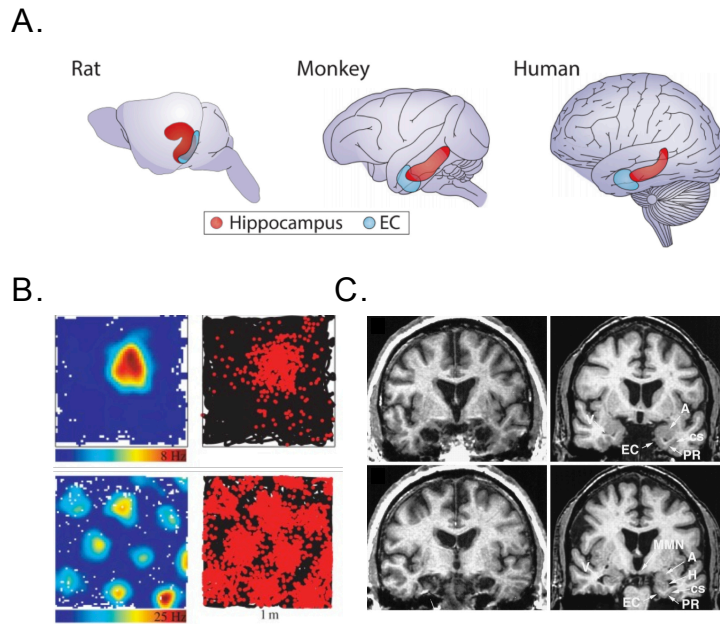 A.
Rat
Monkey
Human
Hippocampus EC
B.
8 Hz
25 Hz
1 m
C.
A
EC
cs
PR
MMN
V
A
H
EC
cs
PR